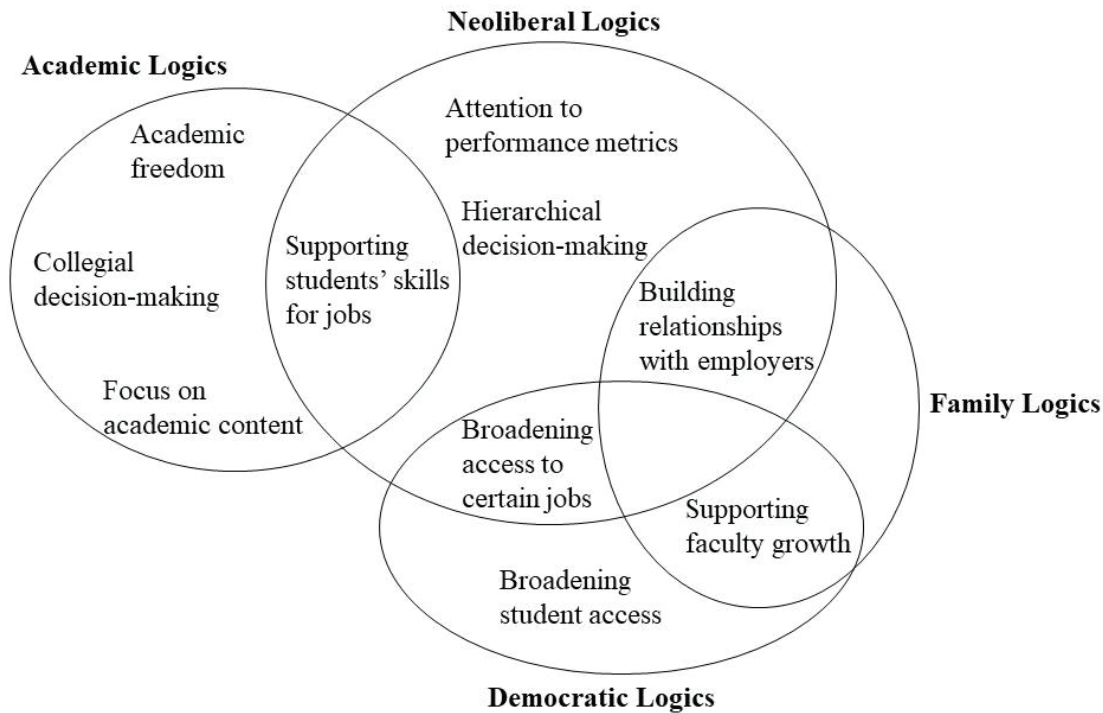 Neoliberal Logics
Academic Logics
Academic
freedom
Attention to
performance metrics
Collegial
decision-making
Supporting
students’ skills
for jobs
Hierarchical
decision-making
Building
relationships
with employers
Focus on
academic content
Family Logics
Broadening
access to
certain jobs
Supporting
faculty growth
Broadening
student access
Democratic Logics